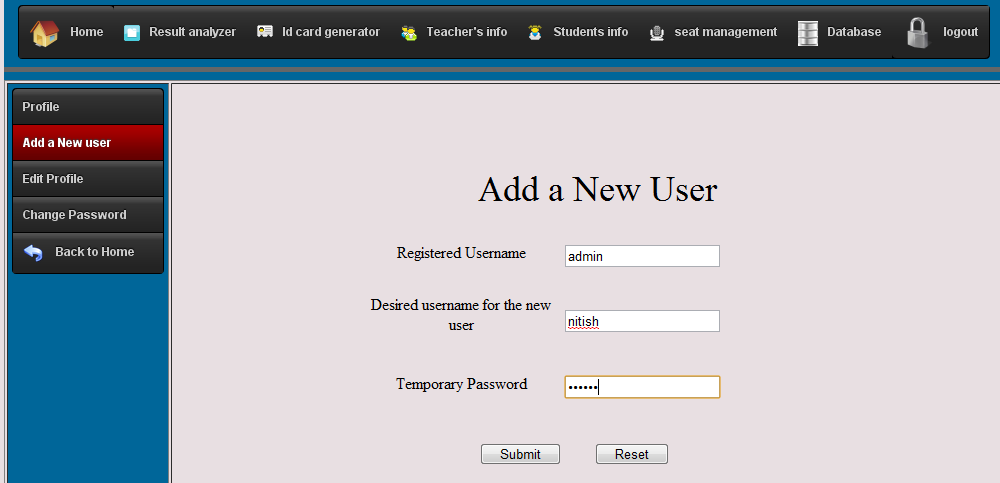 Home Result analyzer Id card generator Teacher's info Students info seat management Database logout
Profile
Add a New user
Edit Profile
Change Password
Back to Home
Add a New User
Registered Username admin
Desired username for the new
user nitish
Temporary Password ••••••
Submit Reset